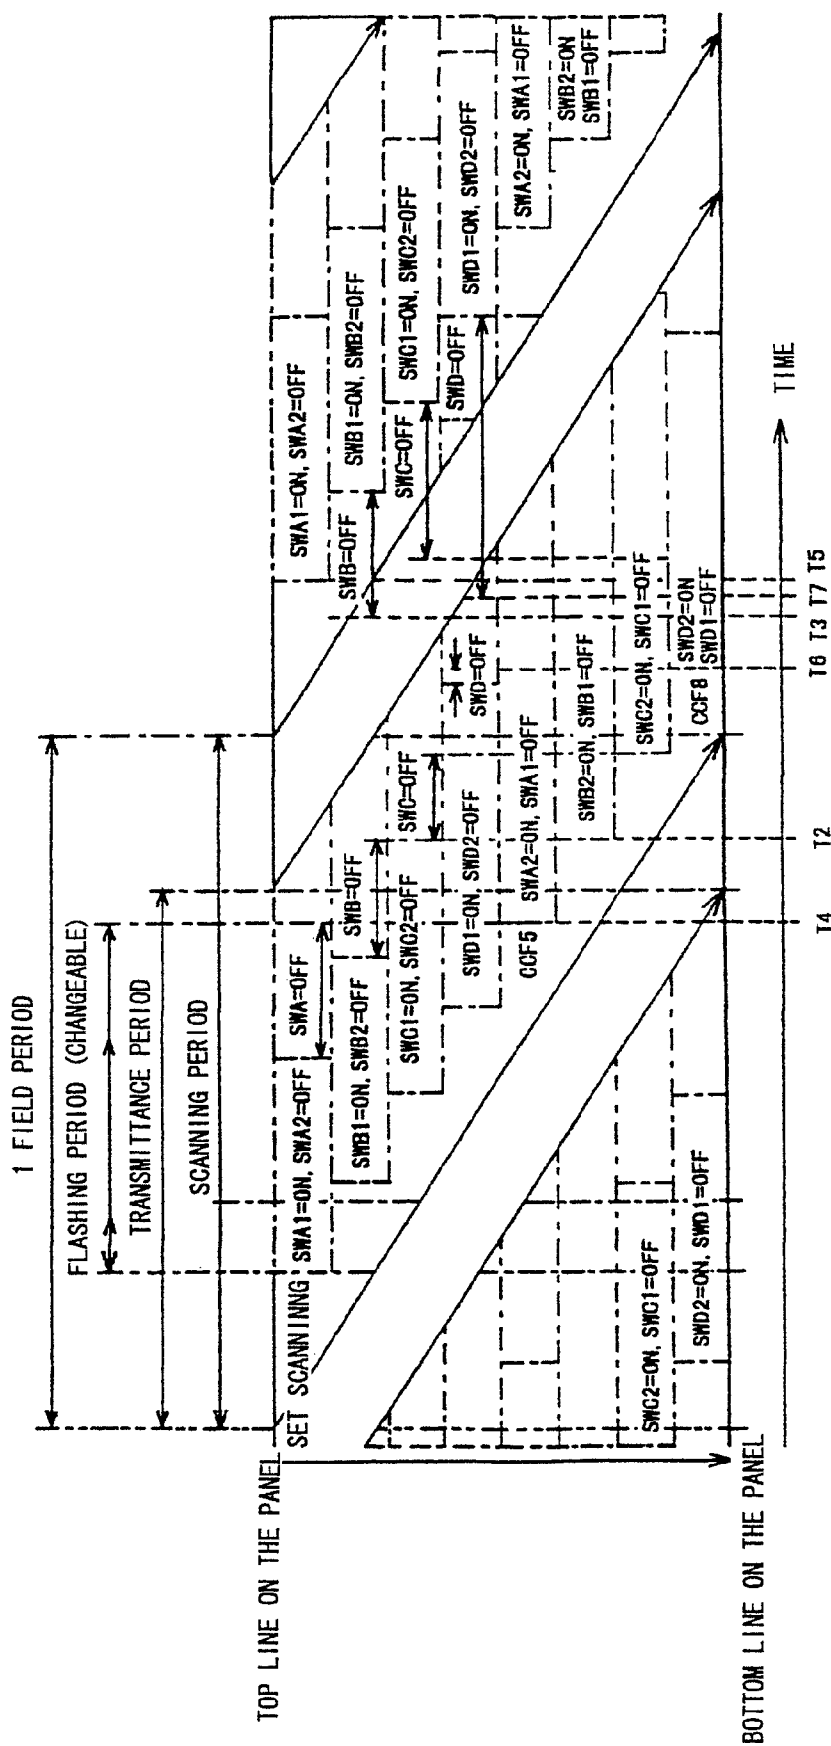 1 FIELD PERIOD
FLASHING PERIOD (CHANGEABLE)
TRANSMITTANCE PERIOD
SCANNING PERIOD
TOP LINE ON THE PANEL
SET SCANNINNG
SWA1=ON, SWA2=OFF
SWA=OFF
SWA1=ON, SWA2=OFF
SWB1=ON, SWB2=OFF
SWB=OFF
SWB=OFF
SWB1=ON, SWB2=OFF
SWC1=ON, SWC2=OFF
SWC=OFF
SWC=OFF
SWC1=ON, SWC2=OFF
SWD1=ON, SWD2=OFF
SWD=OFF
SWD=OFF
SWD1=ON, SWD2=OFF
CCF5
SWA2=ON, SWA1=OFF
SWA2=ON, SWA1=OFF
SWB2=ON, SWB1=OFF
SWB2=ON
SWB1=OFF
SWC2=ON, SWC1=OFF
SWC2=ON, SWC1=OFF
SWD2=ON, SWD1=OFF
CCF8
SWD2=ON
SWD1=OFF
BOTTOM LINE ON THE PANEL
TIME
T4 T2 T6 T3 T7 T5